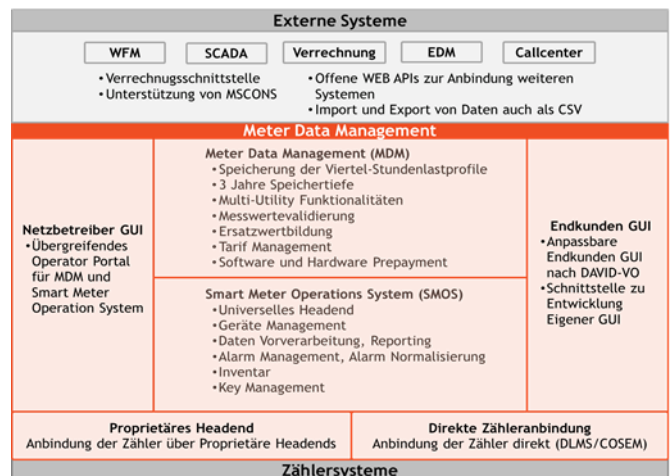 Externe Systeme
WFM
SCADA
Verrechnung
EDM
Callcenter
•Verrechnugsschnittstelle
•Unterstützung von MSCONS
•Offene WEB APIs zur Anbindung weiteren
Systemen
•Import und Export von Daten auch als CSV
Meter Data Management
Netzbetreiber GUI
•Übergreifendes
Operator Portal
für MDM und
Smart Meter
Operation System
Meter Data Management (MDM)
•Speicherung der Viertel-Stundenlastprofile
•3 Jahre Speichertiefe
•Multi-Utility Funktionalitäten
•Messwertevalidierung
•Ersatzwertbildung
•Tarif Management
•Software und Hardware Prepayment
Smart Meter Operations System (SMOS)
•Universelles Headend
•Geräte Management
•Daten Vorverarbeitung, Reporting
•Alarm Management, Alarm Normalisierung
•Inventar
•Key Management
Endkunden GUI
•Anpassbare
Endkunden GUI
nach DAVID-VO
•Schnittstelle zu
Entwicklung
Eigener GUI
Proprietäres Headend
Anbindung der Zähler über Proprietäre Headends
Direkte Zähleranbindung
Anbindung der Zähler direkt (DLMS/COSEM)
Zählersysteme